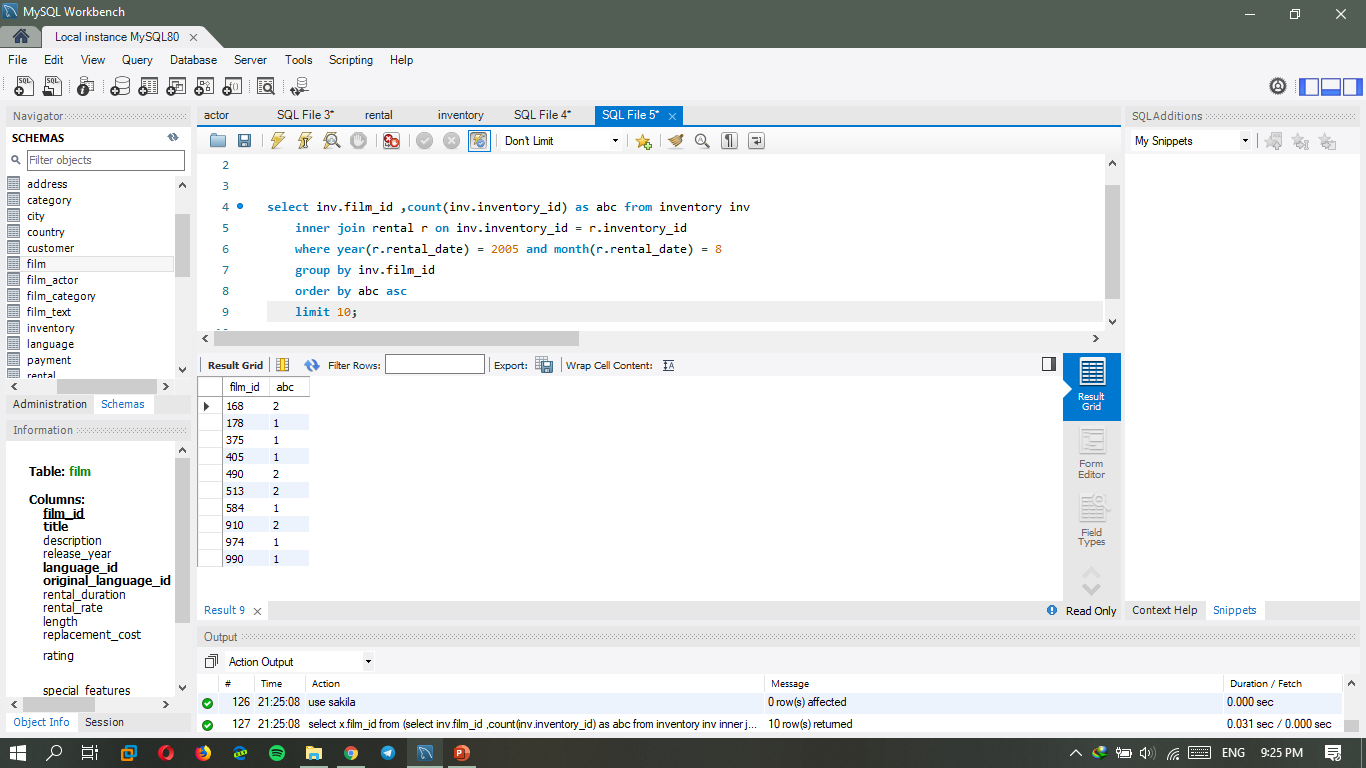 MySQL Workbench
Local instance MySQL80
File Edit View Query Database Server Tools Scripting Help
Navigator
SCHEMAS
Filter objects
address
category
city
country
customer
film
film_actor
film_category
film_text
inventory
language
payment
rental
Administration Schemas
Information
Table: film
Columns:
film_id
title
description
release_year
language_id
original_language_id
rental_duration
rental_rate
length
replacement_cost
rating
special_features
Object Info Session
actor SQL File 3* rental inventory SQL File 4* SQL File 5*
Don't Limit
2
3
4 select inv.film_id ,count(inv.inventory_id) as abc from inventory inv
5 inner join rental r on inv.inventory_id = r.inventory_id
6 where year(r.rental_date) = 2005 and month(r.rental_date) = 8
7 group by inv.film_id
8 order by abc asc
9 limit 10;
Result Grid Filter Rows: Export: Wrap Cell Content:
film_id abc
168 2
178 1
375 1
405 1
490 2
513 2
584 1
910 2
974 1
990 1
Result Grid
Form Editor
Field Types
Result 9
Read Only
SQLAdditions
My Snippets
Context Help Snippets
Output
Action Output
# Time Action Message Duration / Fetch
126 21:25:08 use sakila 0 row(s) affected 0.000 sec
127 21:25:08 select x.film_id from (select inv.film_id ,count(inv.inventory_id) as abc from inventory inv inner j... 10 row(s) returned 0.031 sec / 0.000 sec
ENG 9:25 PM